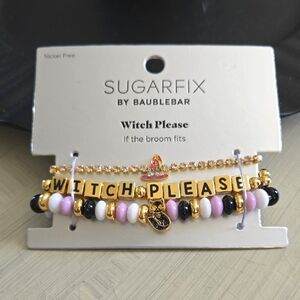 Nickel Free
SUGARFIX
BY BAUBLEBAR
Witch Please
If the broom fits
WITCH PLEASE